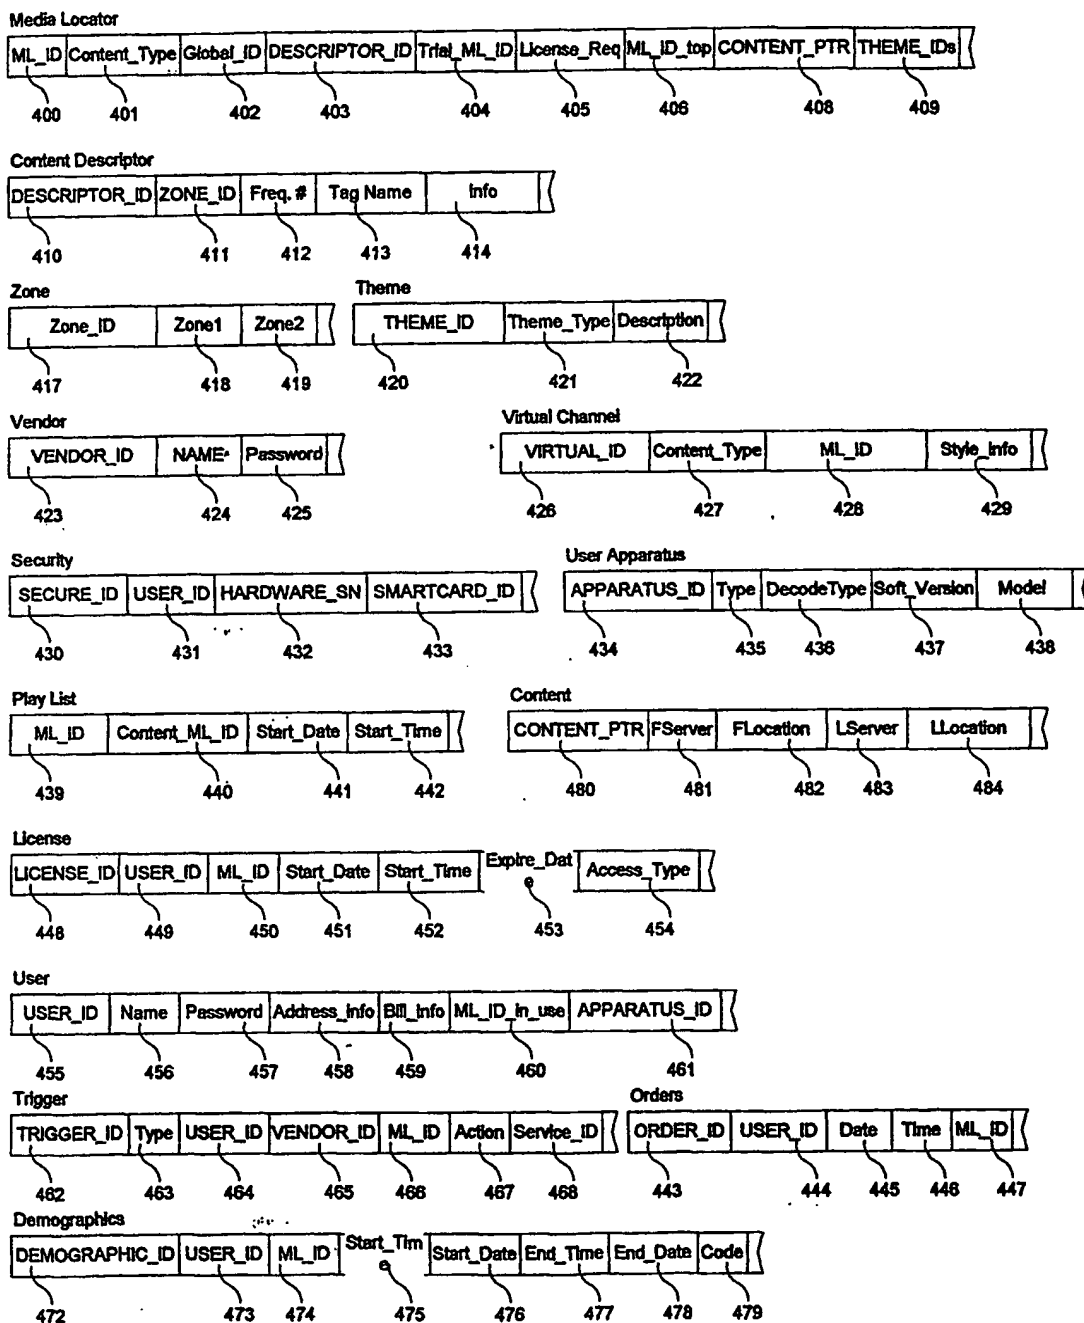 Media Locator
ML_ID Content_Type Global_ID DESCRIPTOR_ID Trial_ML_ID License_Req ML_ID_top CONTENT_PTR THEME_IDs
400 401 402 403 404 405 406 408 409
Content Descriptor
DESCRIPTOR_ID ZONE_ID Freq. # Tag Name Info
410 411 412 413 414
Zone Theme
Zone_ID Zone1 Zone2 THEME_ID Theme_Type Description
417 418 419 420 421 422
Vendor Virtual Channel
VENDOR_ID NAME Password VIRTUAL_ID Content_Type ML_ID Style_Info
423 424 425 426 427 428 429
Security User Apparatus
SECURE_ID USER_ID HARDWARE_SN SMARTCARD_ID APPARATUS_ID Type DecodeType Soft_Version Model
430 431 432 433 434 435 436 437 438
Play List Content
ML_ID Content_ML_ID Start_Date Start_Time CONTENT_PTR FServer FLocation LServer LLocation
439 440 441 442 480 481 482 483 484
License
LICENSE_ID USER_ID ML_ID Start_Date Start_Time Expire_Dat
e Access_Type
448 449 450 451 452 453 454
User
USER_ID Name Password Address_Info Bill_Info ML_ID_in_use APPARATUS_ID
455 456 457 458 459 460 461
Trigger Orders
TRIGGER_ID Type USER_ID VENDOR_ID ML_ID Action Service_ID ORDER_ID USER_ID Date Time ML_ID
462 463 464 465 466 467 468 443 444 445 446 447
Demographics
DEMOGRAPHIC_ID USER_ID ML_ID Start_Tim
e Start_Date End_Time End_Date Code
472 473 474 475 476 477 478 479